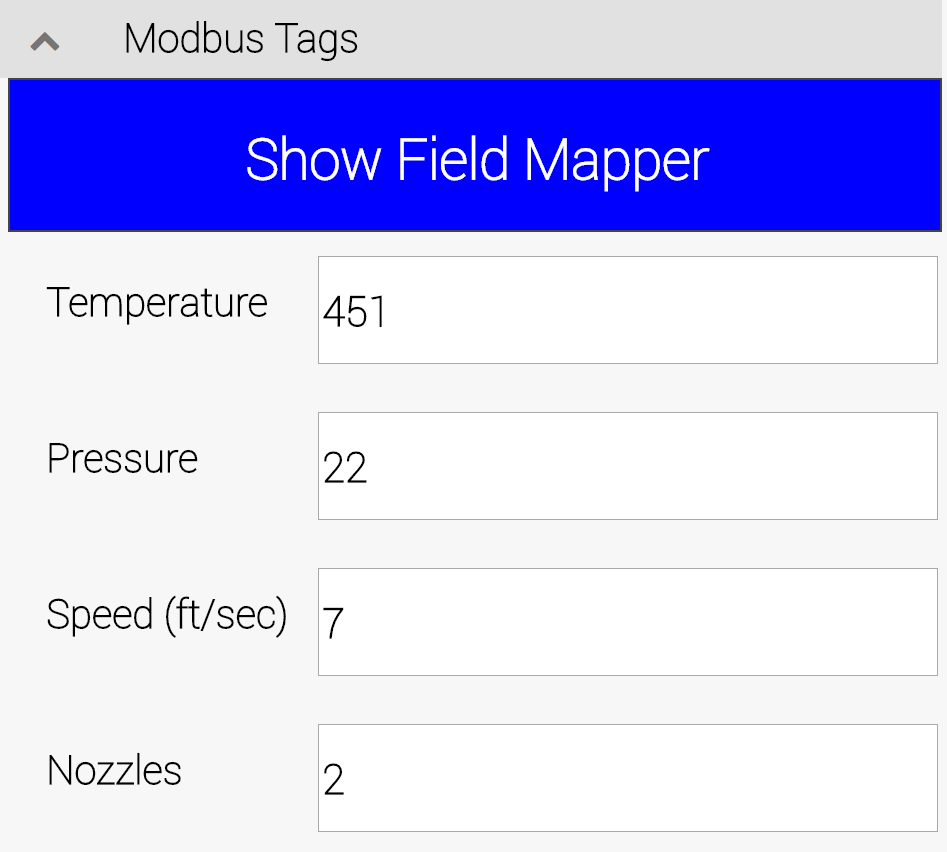 Modbus Tags
Show Field Mapper
Temperature 451
Pressure 22
Speed (ft/sec) 7
Nozzles 2